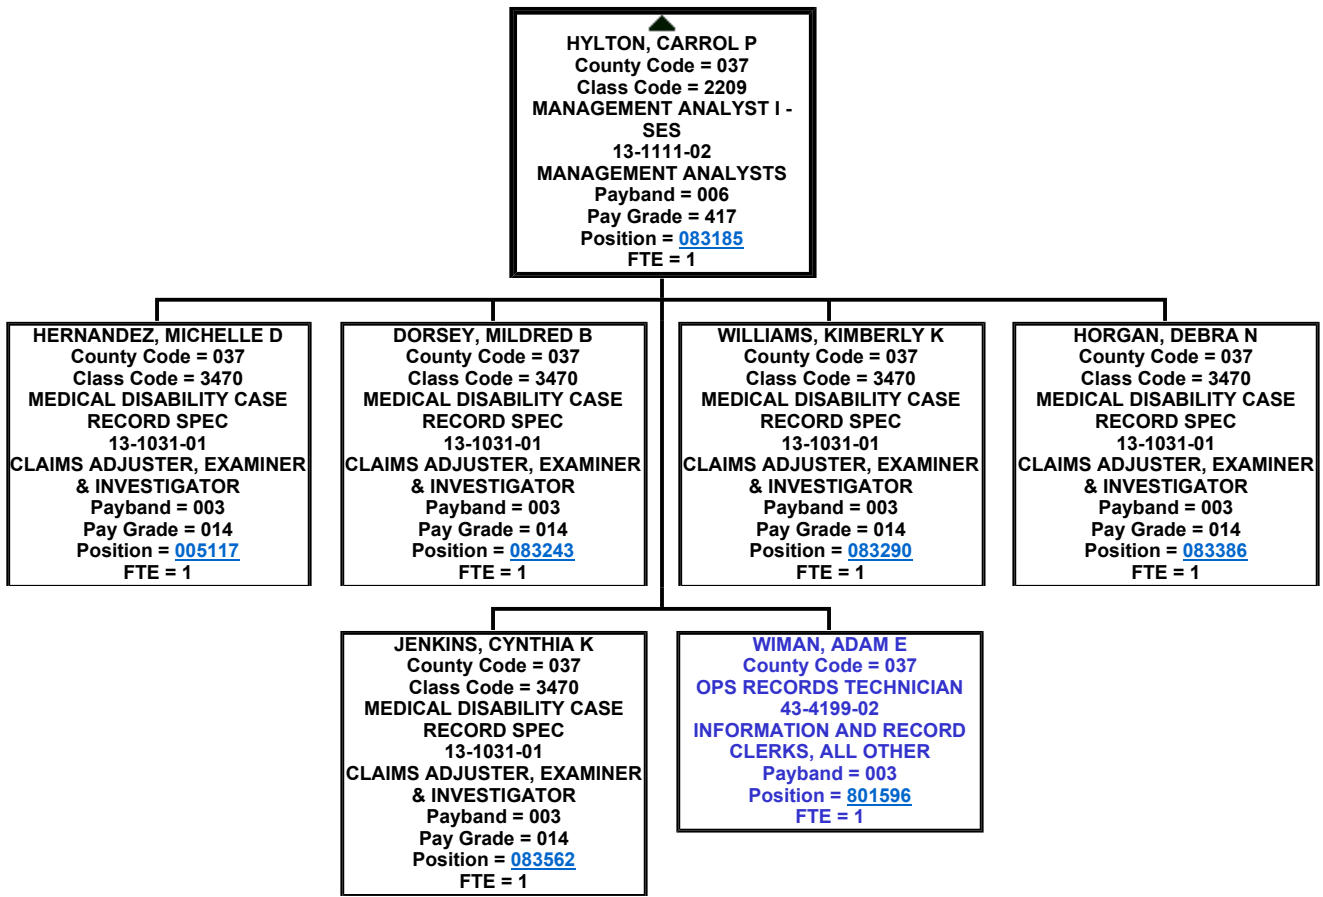 HYLTON, CARROL P
County Code = 037
Class Code = 2209
MANAGEMENT ANALYST I -
SES
13-1111-02
MANAGEMENT ANALYSTS
Payband = 006
Pay Grade = 417
Position = 083185
FTE = 1
HERNANDEZ, MICHELLE D
County Code = 037
Class Code = 3470
MEDICAL DISABILITY CASE
RECORD SPEC
13-1031-01
CLAIMS ADJUSTER, EXAMINER
& INVESTIGATOR
Payband = 003
Pay Grade = 014
Position = 005117
FTE = 1
DORSEY, MILDRED B
County Code = 037
Class Code = 3470
MEDICAL DISABILITY CASE
RECORD SPEC
13-1031-01
CLAIMS ADJUSTER, EXAMINER
& INVESTIGATOR
Payband = 003
Pay Grade = 014
Position = 083243
FTE = 1
WILLIAMS, KIMBERLY K
County Code = 037
Class Code = 3470
MEDICAL DISABILITY CASE
RECORD SPEC
13-1031-01
CLAIMS ADJUSTER, EXAMINER
& INVESTIGATOR
Payband = 003
Pay Grade = 014
Position = 083290
FTE = 1
HORGAN, DEBRA N
County Code = 037
Class Code = 3470
MEDICAL DISABILITY CASE
RECORD SPEC
13-1031-01
CLAIMS ADJUSTER, EXAMINER
& INVESTIGATOR
Payband = 003
Pay Grade = 014
Position = 083386
FTE = 1
JENKINS, CYNTHIA K
County Code = 037
Class Code = 3470
MEDICAL DISABILITY CASE
RECORD SPEC
13-1031-01
CLAIMS ADJUSTER, EXAMINER
& INVESTIGATOR
Payband = 003
Pay Grade = 014
Position = 083562
FTE = 1
WIMAN, ADAM E
County Code = 037
OPS RECORDS TECHNICIAN
43-4199-02
INFORMATION AND RECORD
CLERKS, ALL OTHER
Payband = 003
Position = 801596
FTE = 1